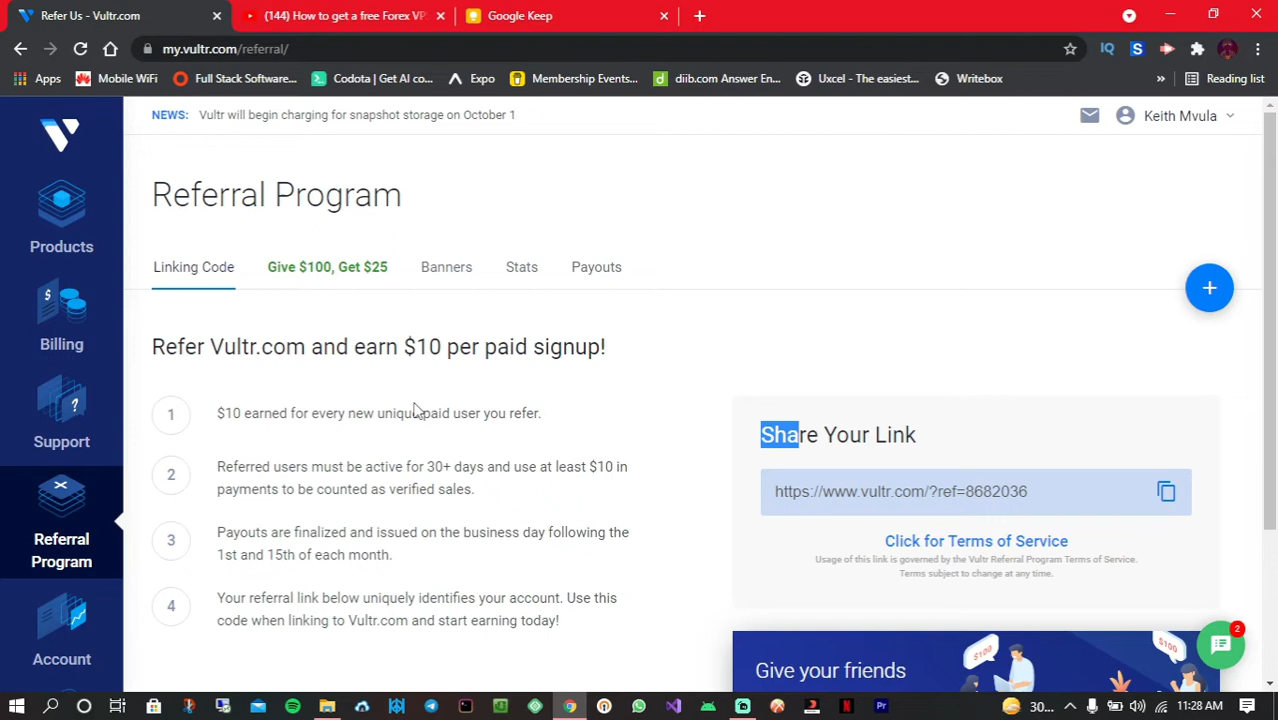 Refer Us - Vultr.com
(144) How to get a free Forex VP
Google Keep
my.vultr.com/referral/
Apps
Mobile WiFi
Full Stack Software...
Codota | Get AI co...
Expo
Membership Events...
diib.com Answer En...
Uxcel - The easiest...
Writebox
»
Reading list
NEWS: Vultr will begin charging for snapshot storage on October 1
Keith Mvula
Products
Billing
Support
Referral
Program
Account
Referral Program
Linking Code
Give $100, Get $25
Banners
Stats
Payouts
Refer Vultr.com and earn $10 per paid signup!
1
$10 earned for every new unique paid user you refer.
2
Referred users must be active for 30+ days and use at least $10 in
payments to be counted as verified sales.
3
Payouts are finalized and issued on the business day following the
1st and 15th of each month.
4
Your referral link below uniquely identifies your account. Use this
code when linking to Vultr.com and start earning today!
Share Your Link
https://www.vultr.com/?ref=8682036
Click for Terms of Service
Usage of this link is governed by the Vultr Referral Program Terms of Service.
Terms subject to change at any time.
Give your friends
$100
$100
2
30...
11:28 AM